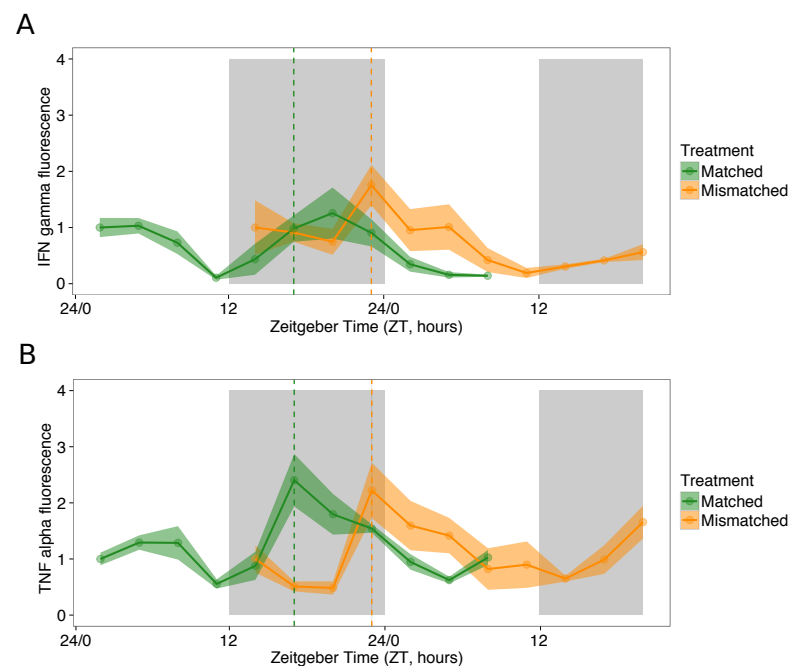 A
IFN gamma fluorescence
4
3
2
1
0
24/0
12
24/0
12
Zeitgeber Time (ZT, hours)
Treatment
Matched
Mismatched
B
TNF alpha fluorescence
4
3
2
1
0
24/0
12
24/0
12
Zeitgeber Time (ZT, hours)
Treatment
Matched
Mismatched